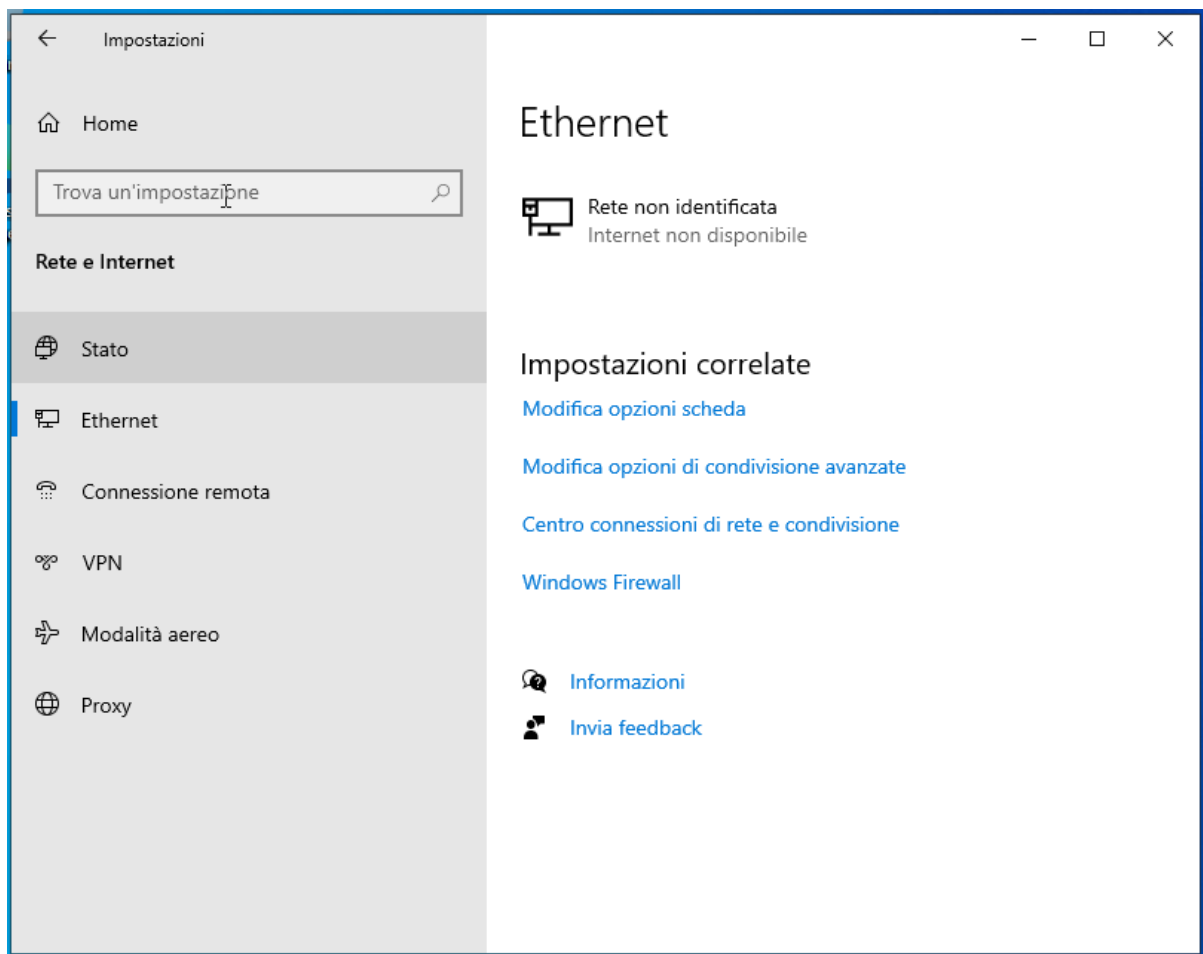 Impostazioni
Home
Trova un'impostazione
Rete e Internet
Stato
Ethernet
Connessione remota
VPN
Modalità aereo
Proxy
Ethernet
Rete non identificata
Internet non disponibile
Impostazioni correlate
Modifica opzioni scheda
Modifica opzioni di condivisione avanzate
Centro connessioni di rete e condivisione
Windows Firewall
Informazioni
Invia feedback